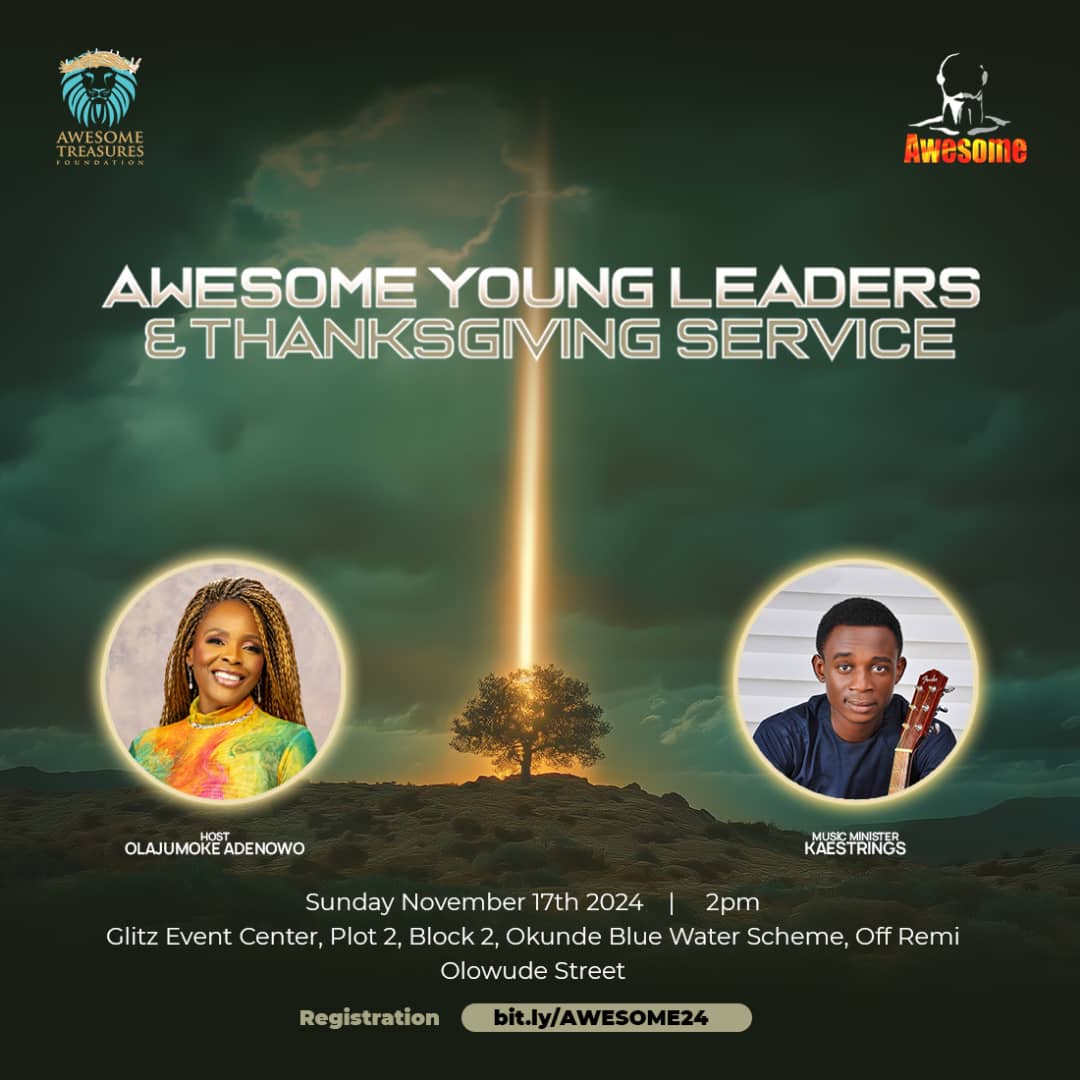 AWESOME
TREASURES
FOUNDATION
Awesome
AWESOME YOUNG LEADERS
& THANKSGIVING SERVICE
Fender
HOST
OLAJUMOKE ADENOWO
MUSIC MINISTER
KAESTRINGS
Sunday November 17th 2024 | 2pm
Glitz Event Center, Plot 2, Block 2, Okunde Blue Water Scheme, Off Remi
Olowude Street
Registration bit.ly/AWESOME24